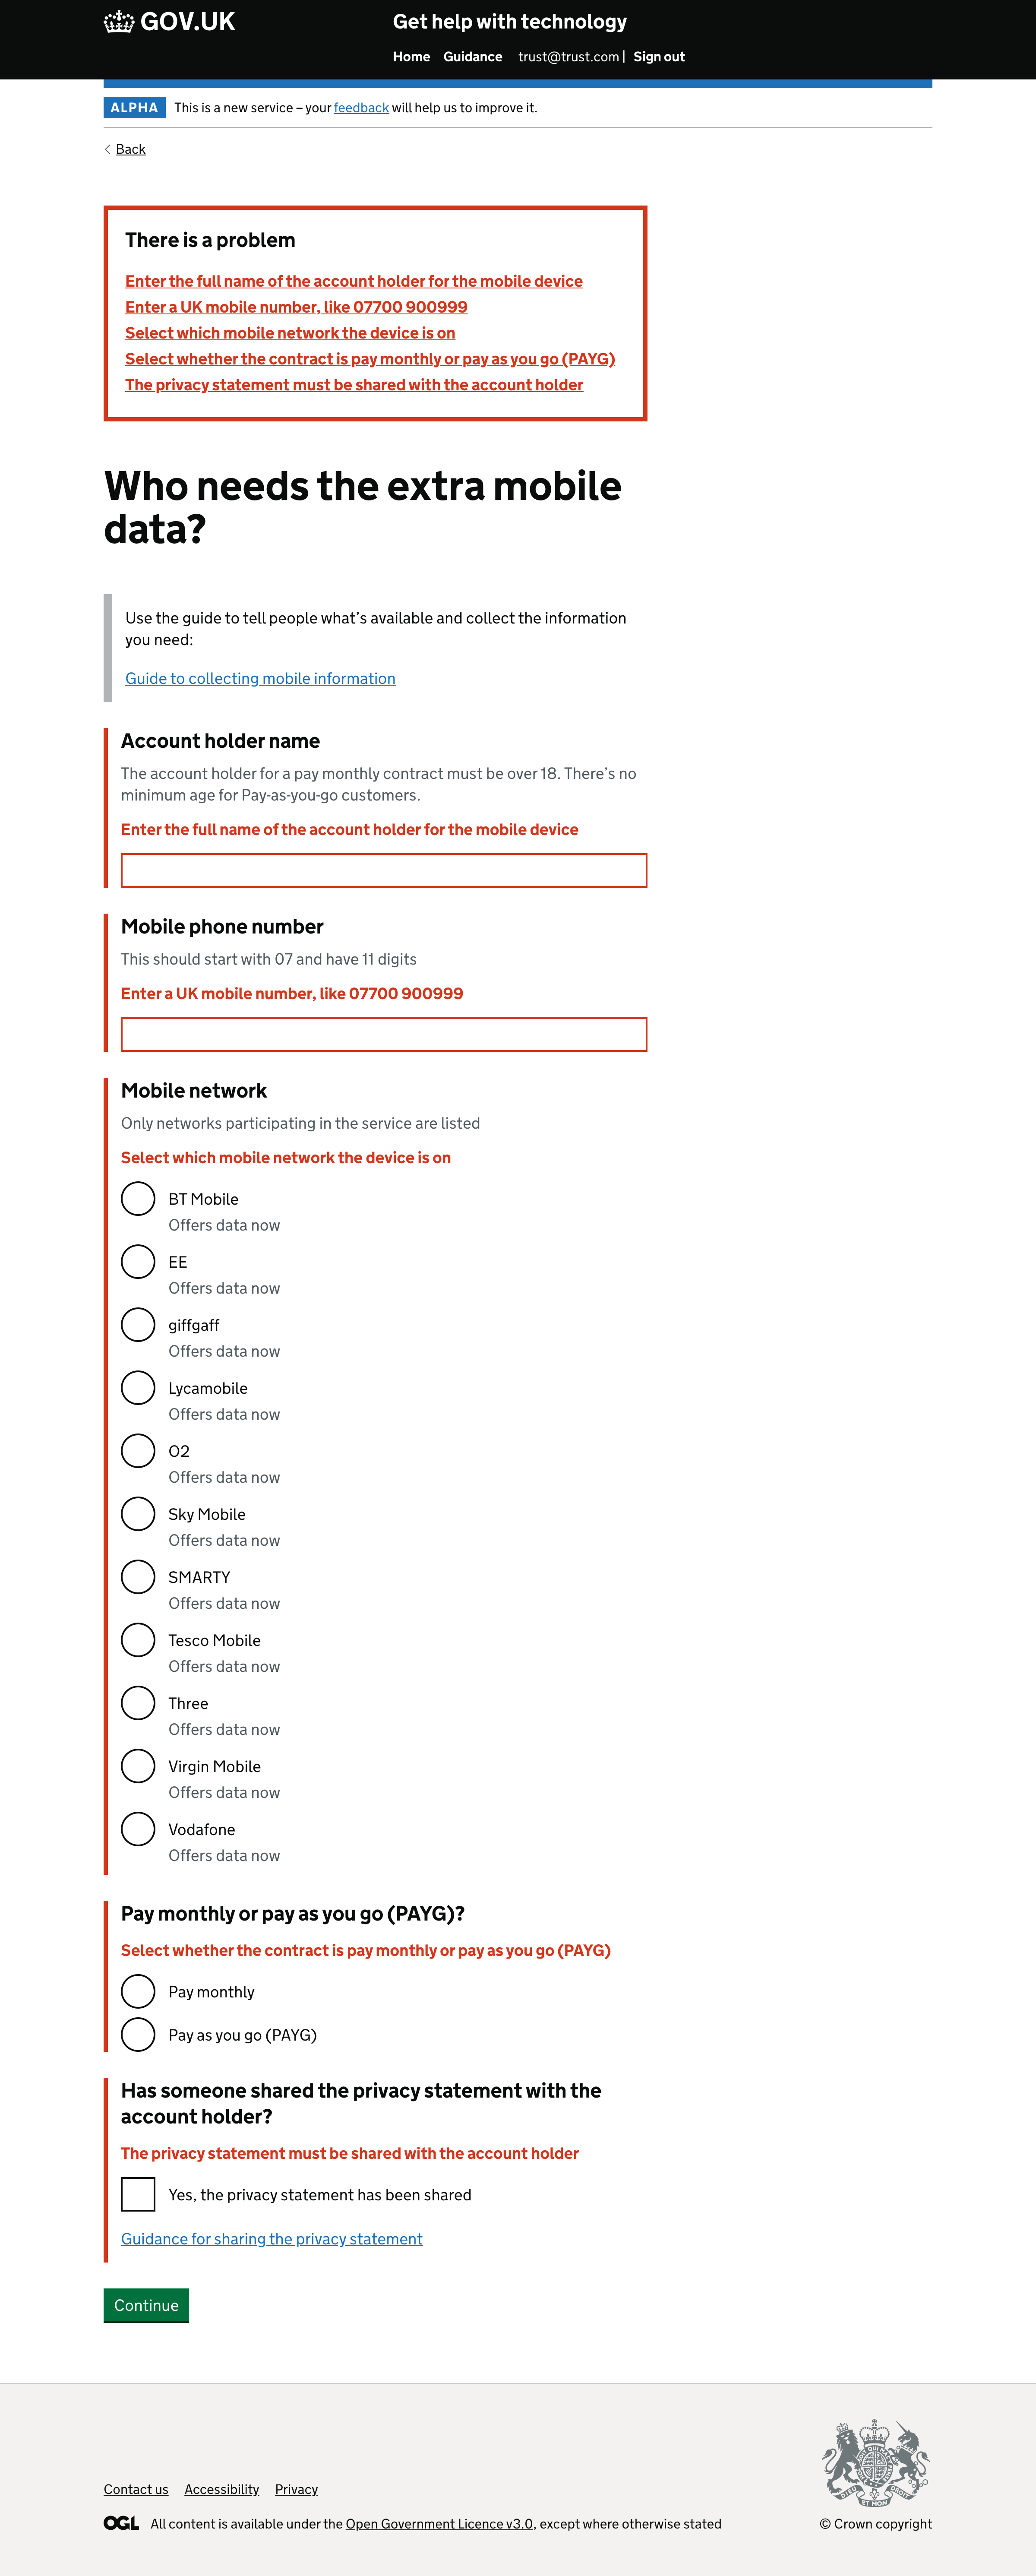 GOV.UK
Get help with technology
Home Guidance trust@trust.com | Sign out
ALPHA This is a new service – your feedback will help us to improve it.
Back
There is a problem
Enter the full name of the account holder for the mobile device
Enter a UK mobile number, like 07700 900999
Select which mobile network the device is on
Select whether the contract is pay monthly or pay as you go (PAYG)
The privacy statement must be shared with the account holder
Who needs the extra mobile
data?
Use the guide to tell people what’s available and collect the information
you need:
Guide to collecting mobile information
Account holder name
The account holder for a pay monthly contract must be over 18. There’s no
minimum age for Pay-as-you-go customers.
Enter the full name of the account holder for the mobile device
Mobile phone number
This should start with 07 and have 11 digits
Enter a UK mobile number, like 07700 900999
Mobile network
Only networks participating in the service are listed
Select which mobile network the device is on
BT Mobile
Offers data now
EE
Offers data now
giffgaff
Offers data now
Lycamobile
Offers data now
O2
Offers data now
Sky Mobile
Offers data now
SMARTY
Offers data now
Tesco Mobile
Offers data now
Three
Offers data now
Virgin Mobile
Offers data now
Vodafone
Offers data now
Pay monthly or pay as you go (PAYG)?
Select whether the contract is pay monthly or pay as you go (PAYG)
Pay monthly
Pay as you go (PAYG)
Has someone shared the privacy statement with the
account holder?
The privacy statement must be shared with the account holder
Yes, the privacy statement has been shared
Guidance for sharing the privacy statement
Continue
Contact us Accessibility Privacy
OGL All content is available under the Open Government Licence v3.0, except where otherwise stated
© Crown copyright